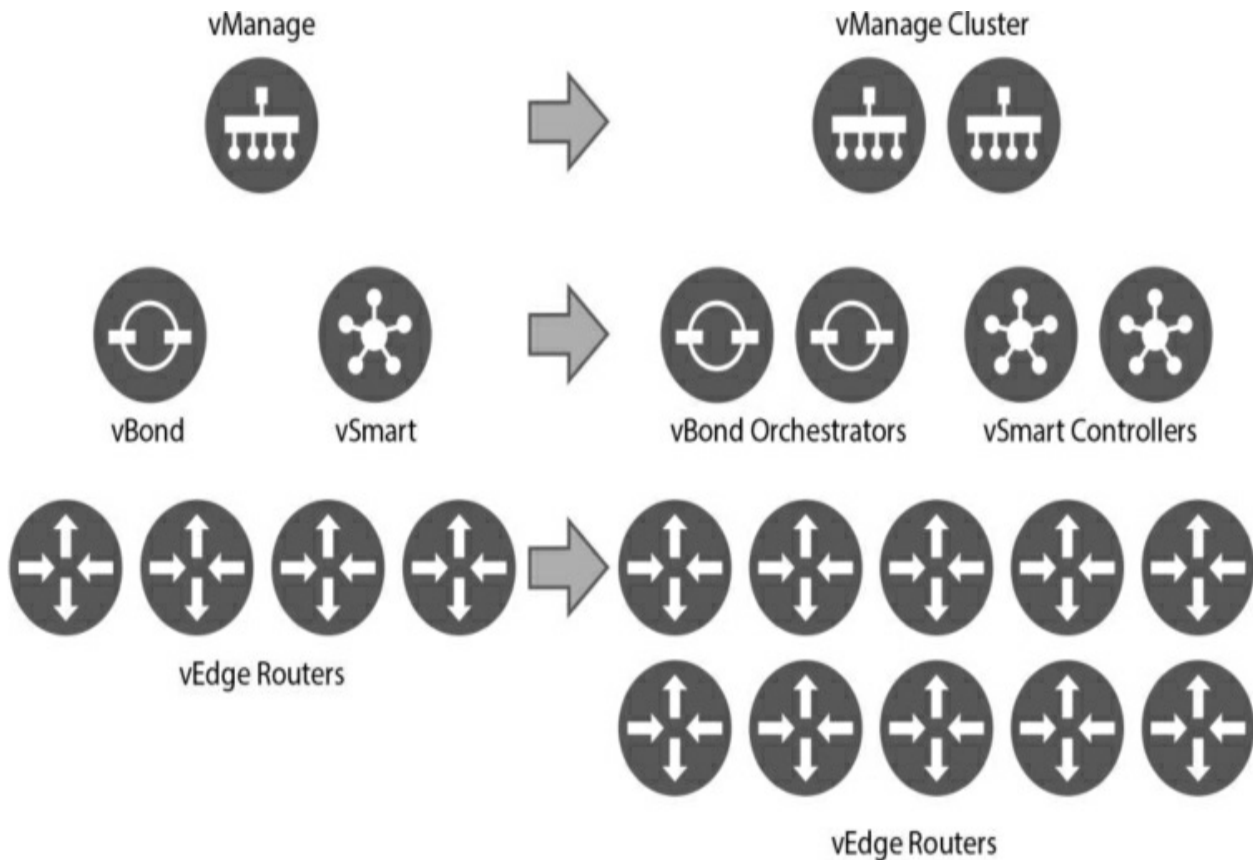 vManage
vManage Cluster
vBond
vSmart
vBond Orchestrators
vSmart Controllers
vEdge Routers
vEdge Routers